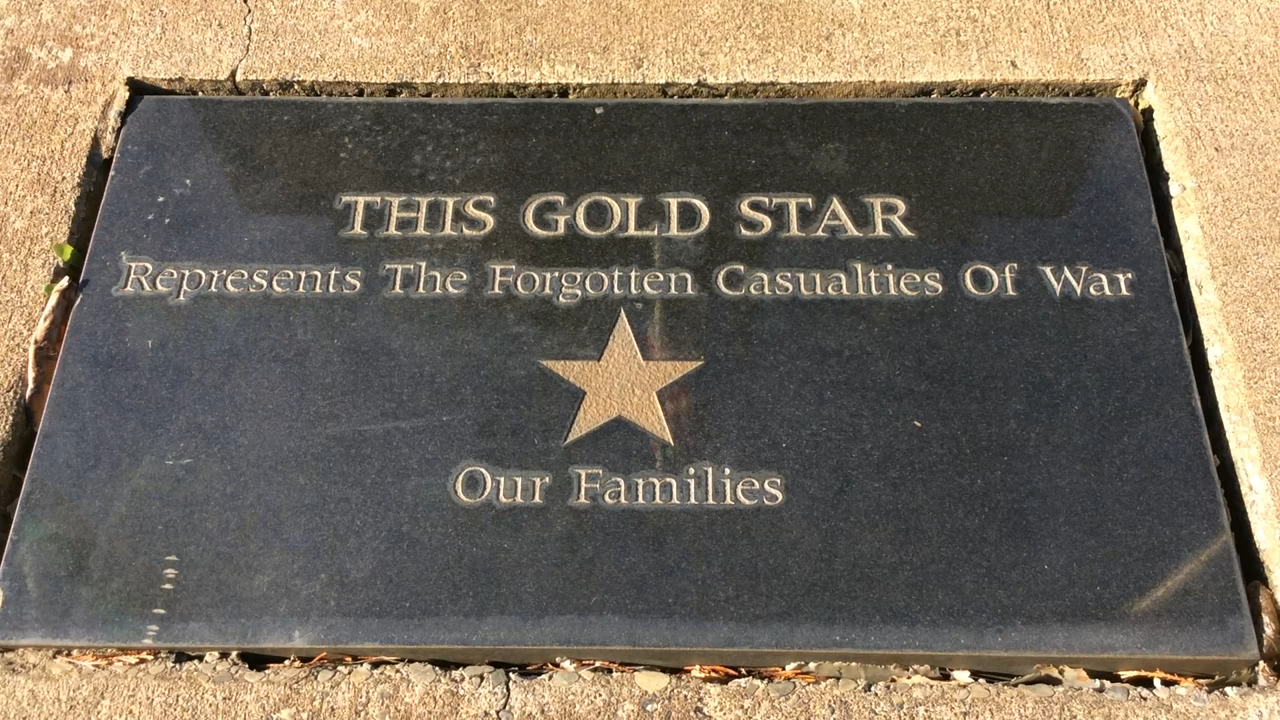 THIS GOLD STAR
Represents The Forgotten Casualties Of War
Our Families